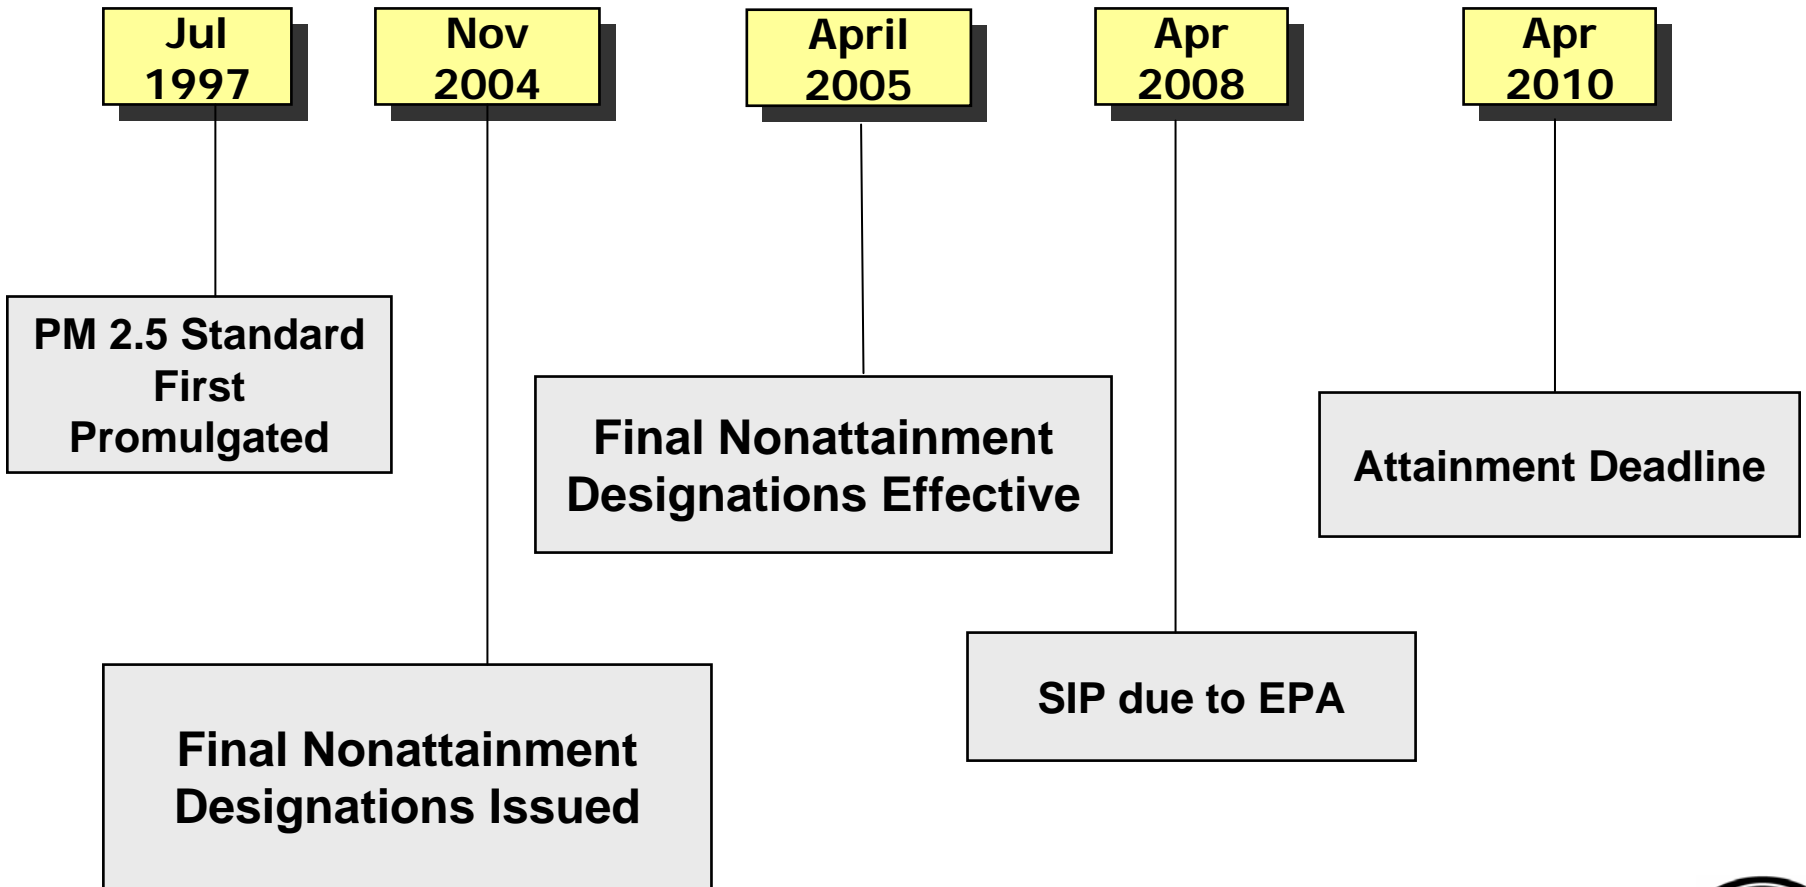 Jul
1997
Nov
2004
April
2005
Apr
2008
Apr
2010
PM 2.5 Standard
First
Promulgated
Final Nonattainment
Designations Effective
Attainment Deadline
SIP due to EPA
Final Nonattainment
Designations Issued